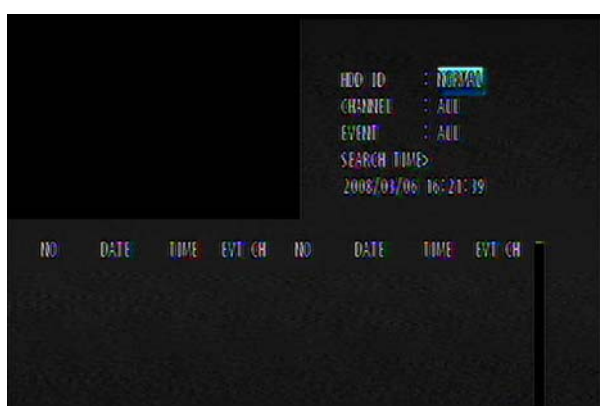 HDD ID : NORMAL
CHANNEL : ALL
EVENT : ALL
SEARCH TIME>
2008/03/06 16:21:39
NO DATE TIME EVT CH NO DATE TIME EVT CH